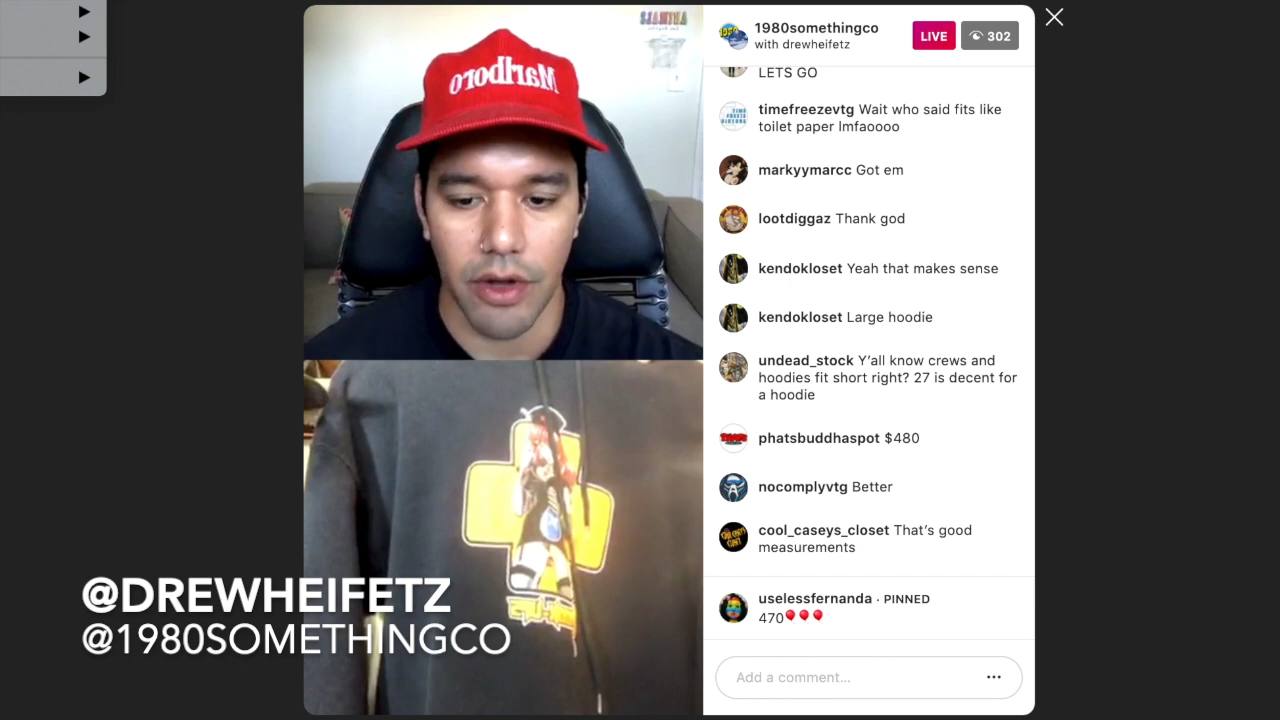 Marlboro
ANIMALS
1980somethingco
with drewheifetz
LIVE
302
LETS GO
timefreezevtg Wait who said fits like
toilet paper lmfaoooo
markyymarcc Got em
lootdiggaz Thank god
kendokloset Yeah that makes sense
kendokloset Large hoodie
undead_stock Y'all know crews and
hoodies fit short right? 27 is decent for
a hoodie
phatsbuddhaspot $480
nocomplyvtg Better
cool_caseys_closet That's good
measurements
uselessfernanda · PINNED
470🎈🎈🎈
Add a comment...
@DREWHEIFETZ
@1980SOMETHINGCO